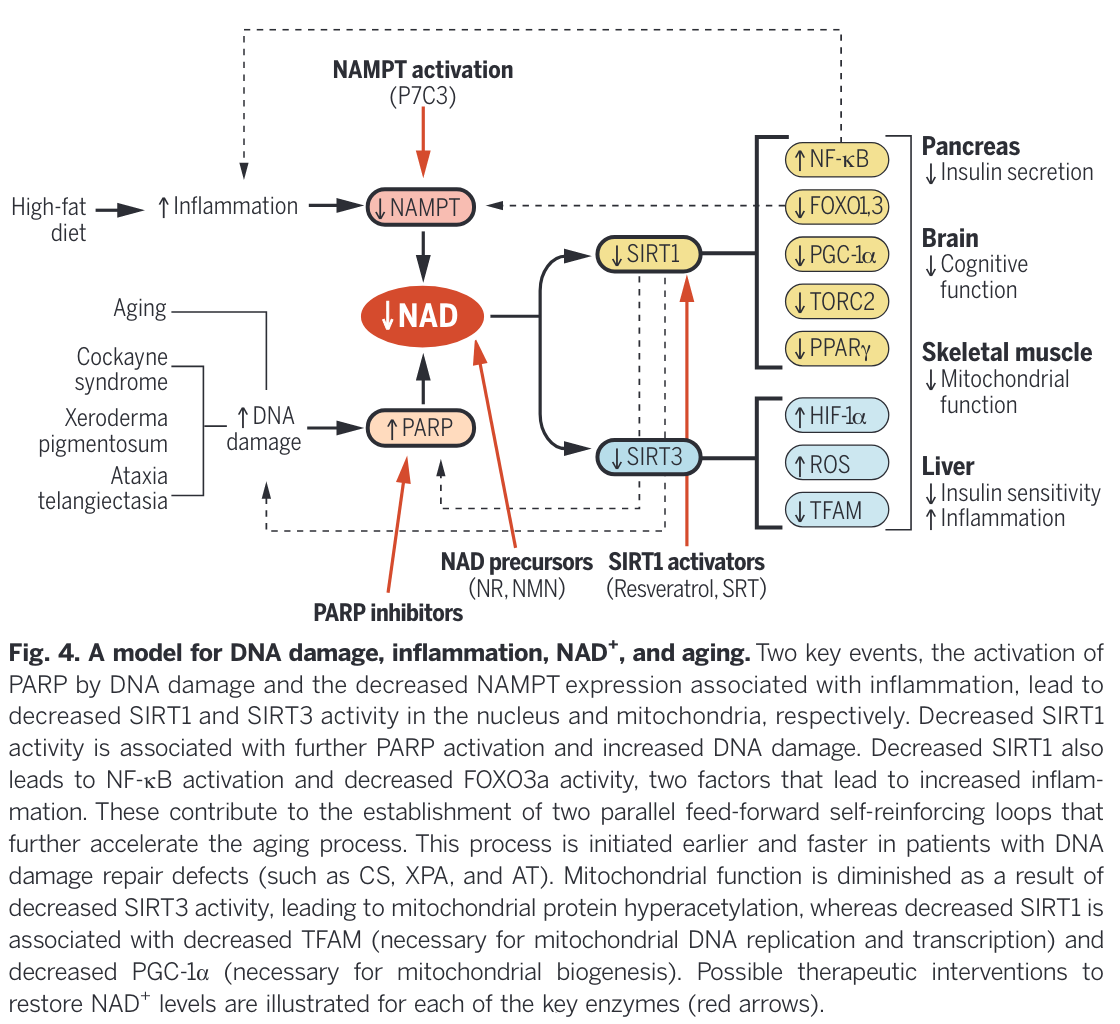 NAMPT activation
(P7C3)
High-fat
diet
↑ Inflammation
↓ NAMPT
↓ NAD
Aging
Cockayne
syndrome
Xeroderma
pigmentosum
Ataxia
telangiectasia
↑ DNA
damage
↑ PARP
↓ SIRT1
↓ SIRT3
↑ NF-κB
↓ FOXO1,3
↓ PGC-1α
↓ TORC2
↓ PPARγ
↑ HIF-1α
↑ ROS
↓ TFAM
Pancreas
↓ Insulin secretion
Brain
↓ Cognitive
function
Skeletal muscle
↓ Mitochondrial
function
Liver
↓ Insulin sensitivity
↑ Inflammation
NAD precursors
(NR, NMN)
SIRT1 activators
(Resveratrol, SRT)
PARP inhibitors
Fig. 4. A model for DNA damage, inflammation, NAD⁺, and aging. Two key events, the activation of
PARP by DNA damage and the decreased NAMPT expression associated with inflammation, lead to
decreased SIRT1 and SIRT3 activity in the nucleus and mitochondria, respectively. Decreased SIRT1
activity is associated with further PARP activation and increased DNA damage. Decreased SIRT1 also
leads to NF-κB activation and decreased FOXO3a activity, two factors that lead to increased inflam-
mation. These contribute to the establishment of two parallel feed-forward self-reinforcing loops that
further accelerate the aging process. This process is initiated earlier and faster in patients with DNA
damage repair defects (such as CS, XPA, and AT). Mitochondrial function is diminished as a result of
decreased SIRT3 activity, leading to mitochondrial protein hyperacetylation, whereas decreased SIRT1 is
associated with decreased TFAM (necessary for mitochondrial DNA replication and transcription) and
decreased PGC-1α (necessary for mitochondrial biogenesis). Possible therapeutic interventions to
restore NAD⁺ levels are illustrated for each of the key enzymes (red arrows).